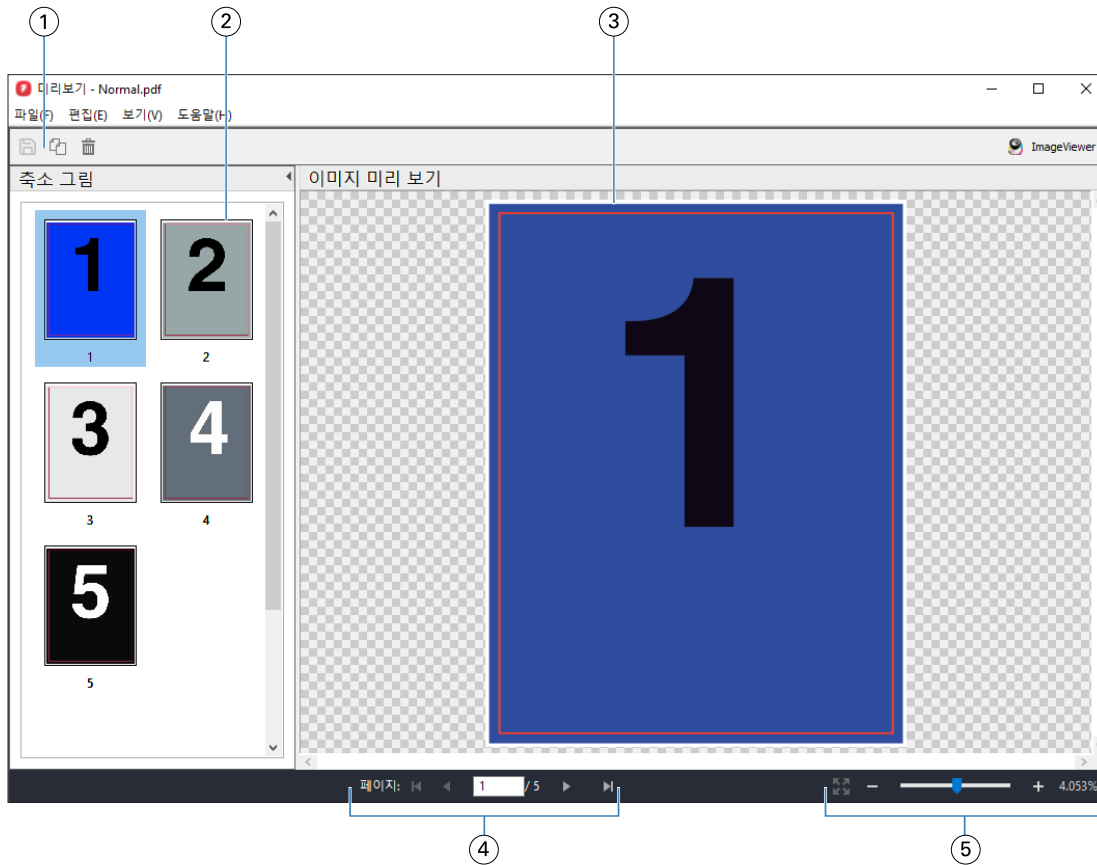 ① ② ③
미리보기 - Normal.pdf
파일(F) 편집(E) 보기(V) 도움말(H)
ImageViewer
축소 그림
이미지 미리 보기
1 2
1 2
3 4
3 4
5
5
1
페이지: 1 / 5
4.053%
④ ⑤